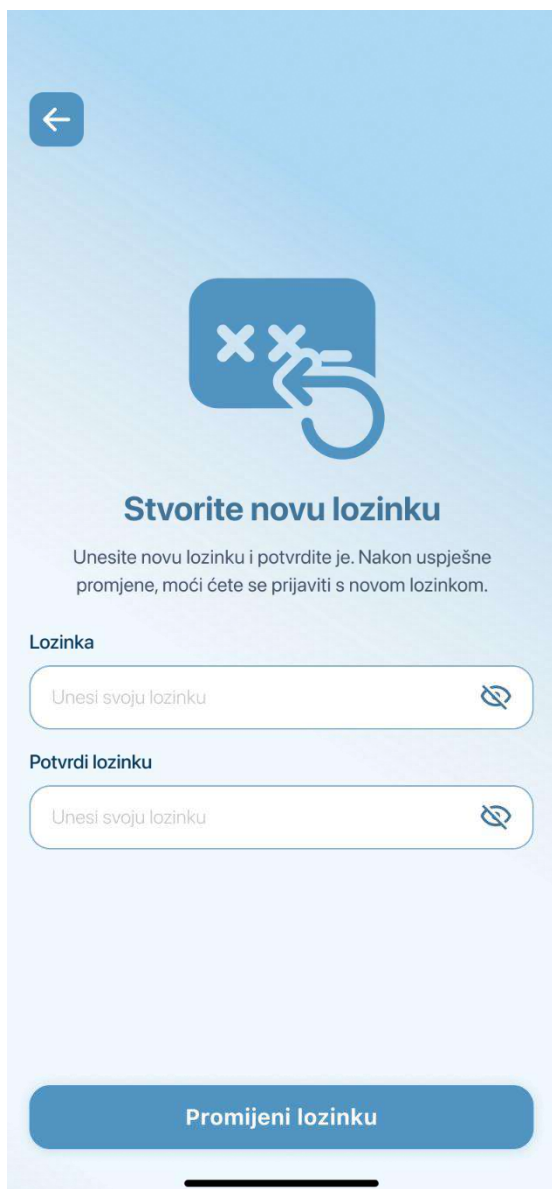 Stvorite novu lozinku
Unesite novu lozinku i potvrdite je. Nakon uspješne
promjene, moći ćete se prijaviti s novom lozinkom.
Lozinka
Unesi svoju lozinku
Potvrdi lozinku
Unesi svoju lozinku
Promijeni lozinku